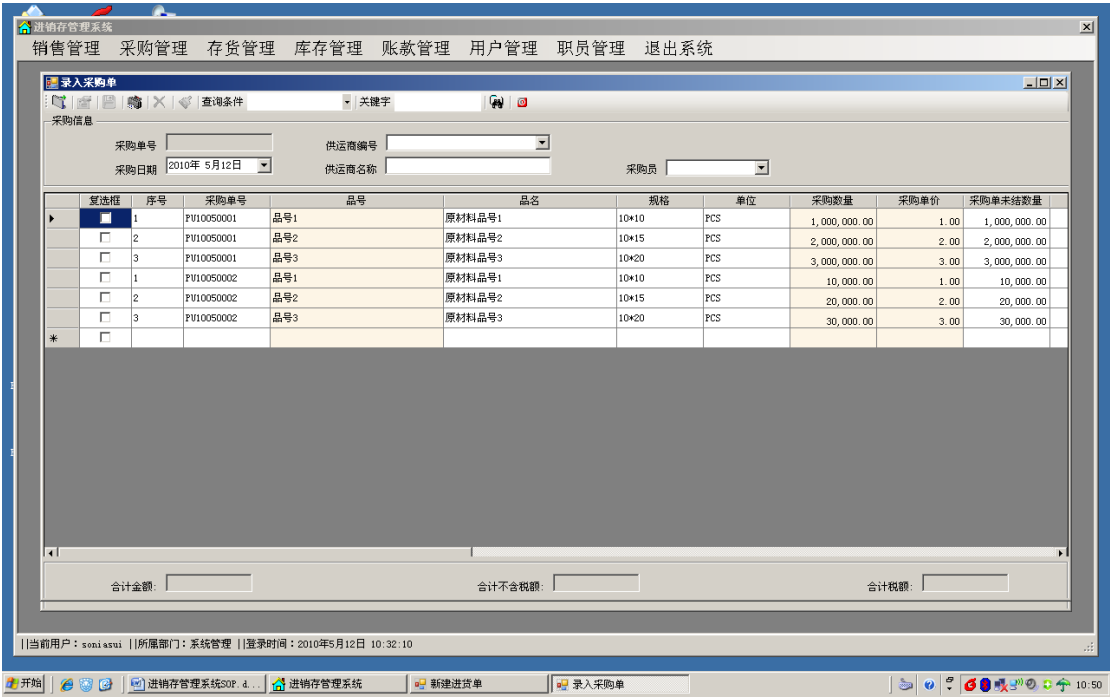 进销存管理系统
销售管理 采购管理 存货管理 库存管理 账款管理 用户管理 职员管理 退出系统
录入采购单
查询条件 关键字
采购信息
采购单号 供运商编号
采购日期 2010年 5月12日 供运商名称 采购员
复选框 序号 采购单号 品号 品名 规格 单位 采购数量 采购单价 采购单未结数量
1 PU10050001 品号1 原材料品号1 10*10 PCS 1,000,000.00 1.00 1,000,000.00
2 PU10050001 品号2 原材料品号2 10*15 PCS 2,000,000.00 2.00 2,000,000.00
3 PU10050001 品号3 原材料品号3 10*20 PCS 3,000,000.00 3.00 3,000,000.00
1 PU10050002 品号1 原材料品号1 10*10 PCS 10,000.00 1.00 10,000.00
2 PU10050002 品号2 原材料品号2 10*15 PCS 20,000.00 2.00 20,000.00
3 PU10050002 品号3 原材料品号3 10*20 PCS 30,000.00 3.00 30,000.00
合计金额: 合计不含税额: 合计税额:
||当前用户：soniasui ||所属部门：系统管理 ||登录时间：2010年5月12日 10:32:10
开始 进销存管理系统SOP.d... 进销存管理系统 新建进货单 录入采购单 10:50